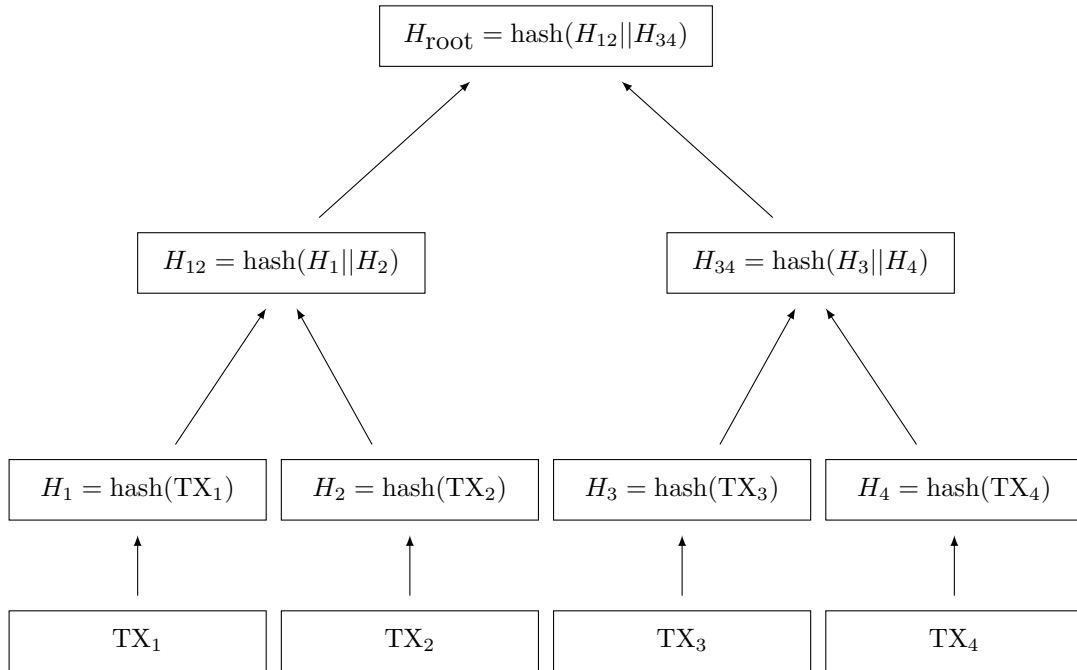 H_root = hash(H_12||H_34)
H_12 = hash(H_1||H_2)
H_34 = hash(H_3||H_4)
H_1 = hash(TX_1)
H_2 = hash(TX_2)
H_3 = hash(TX_3)
H_4 = hash(TX_4)
TX_1
TX_2
TX_3
TX_4